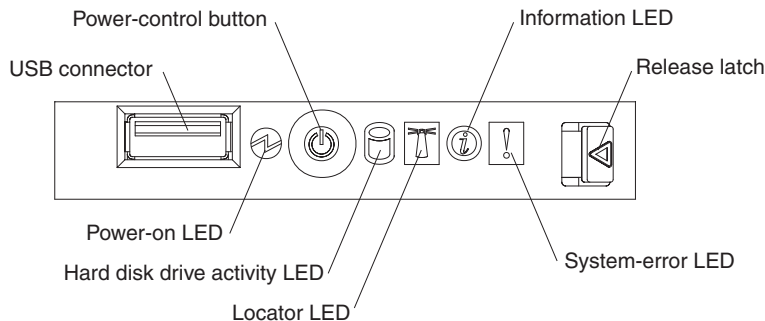 Power-control button
Information LED
USB connector
Release latch
Power-on LED
System-error LED
Hard disk drive activity LED
Locator LED